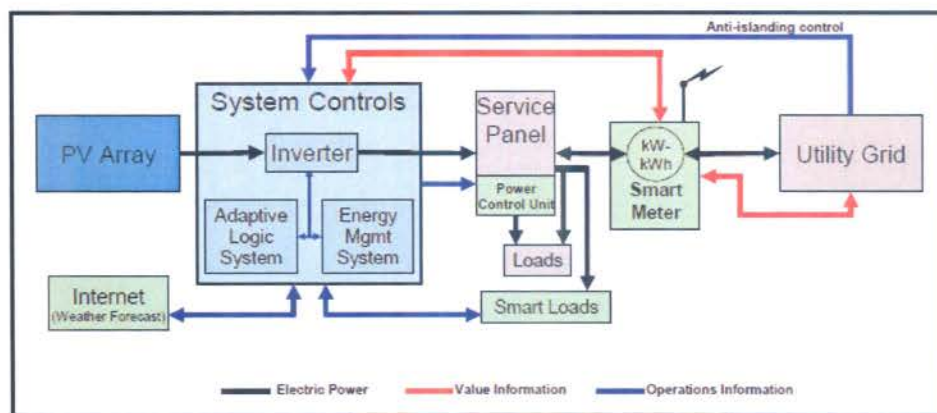 Anti-islanding control
System Controls
Service
Panel
PV Array
Inverter
kW-
kWh
Utility Grid
Smart
Meter
Power
Control Unit
Adaptive
Logic
System
Energy
Mgmt
System
Loads
Internet
(Weather Forecast)
Smart Loads
Electric Power
Value Information
Operations Information